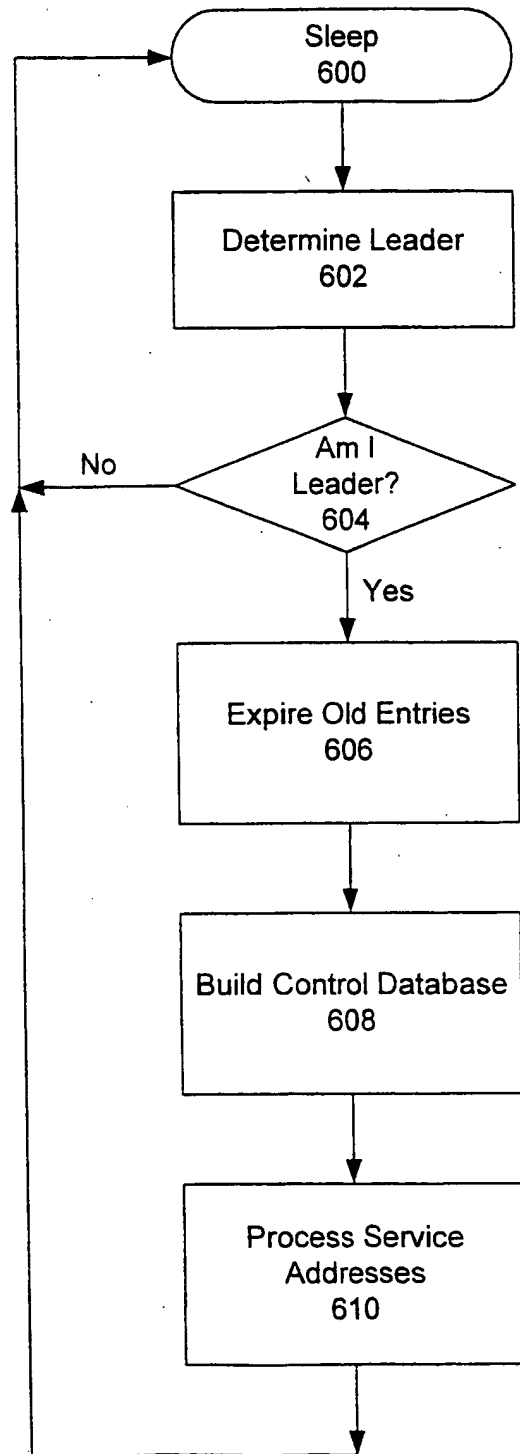 Sleep
600
Determine Leader
602
Am I
Leader?
604
No
Yes
Expire Old Entries
606
Build Control Database
608
Process Service
Addresses
610